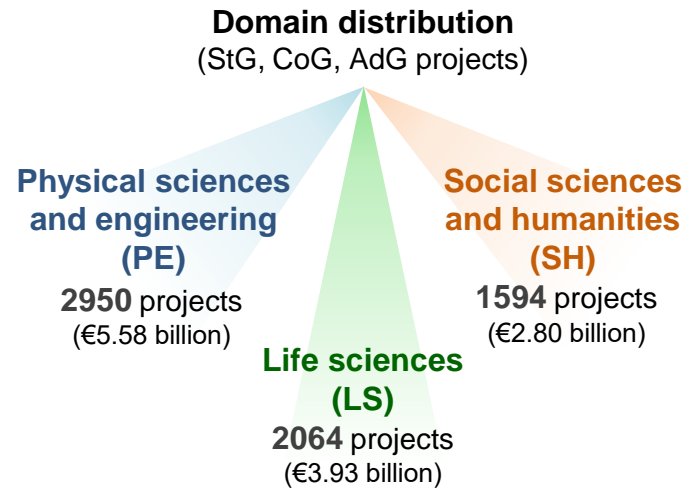 Domain distribution
(StG, CoG, AdG projects)
Physical sciences
and engineering
(PE)
2950 projects
(€5.58 billion)
Life sciences
(LS)
2064 projects
(€3.93 billion)
Social sciences
and humanities
(SH)
1594 projects
(€2.80 billion)